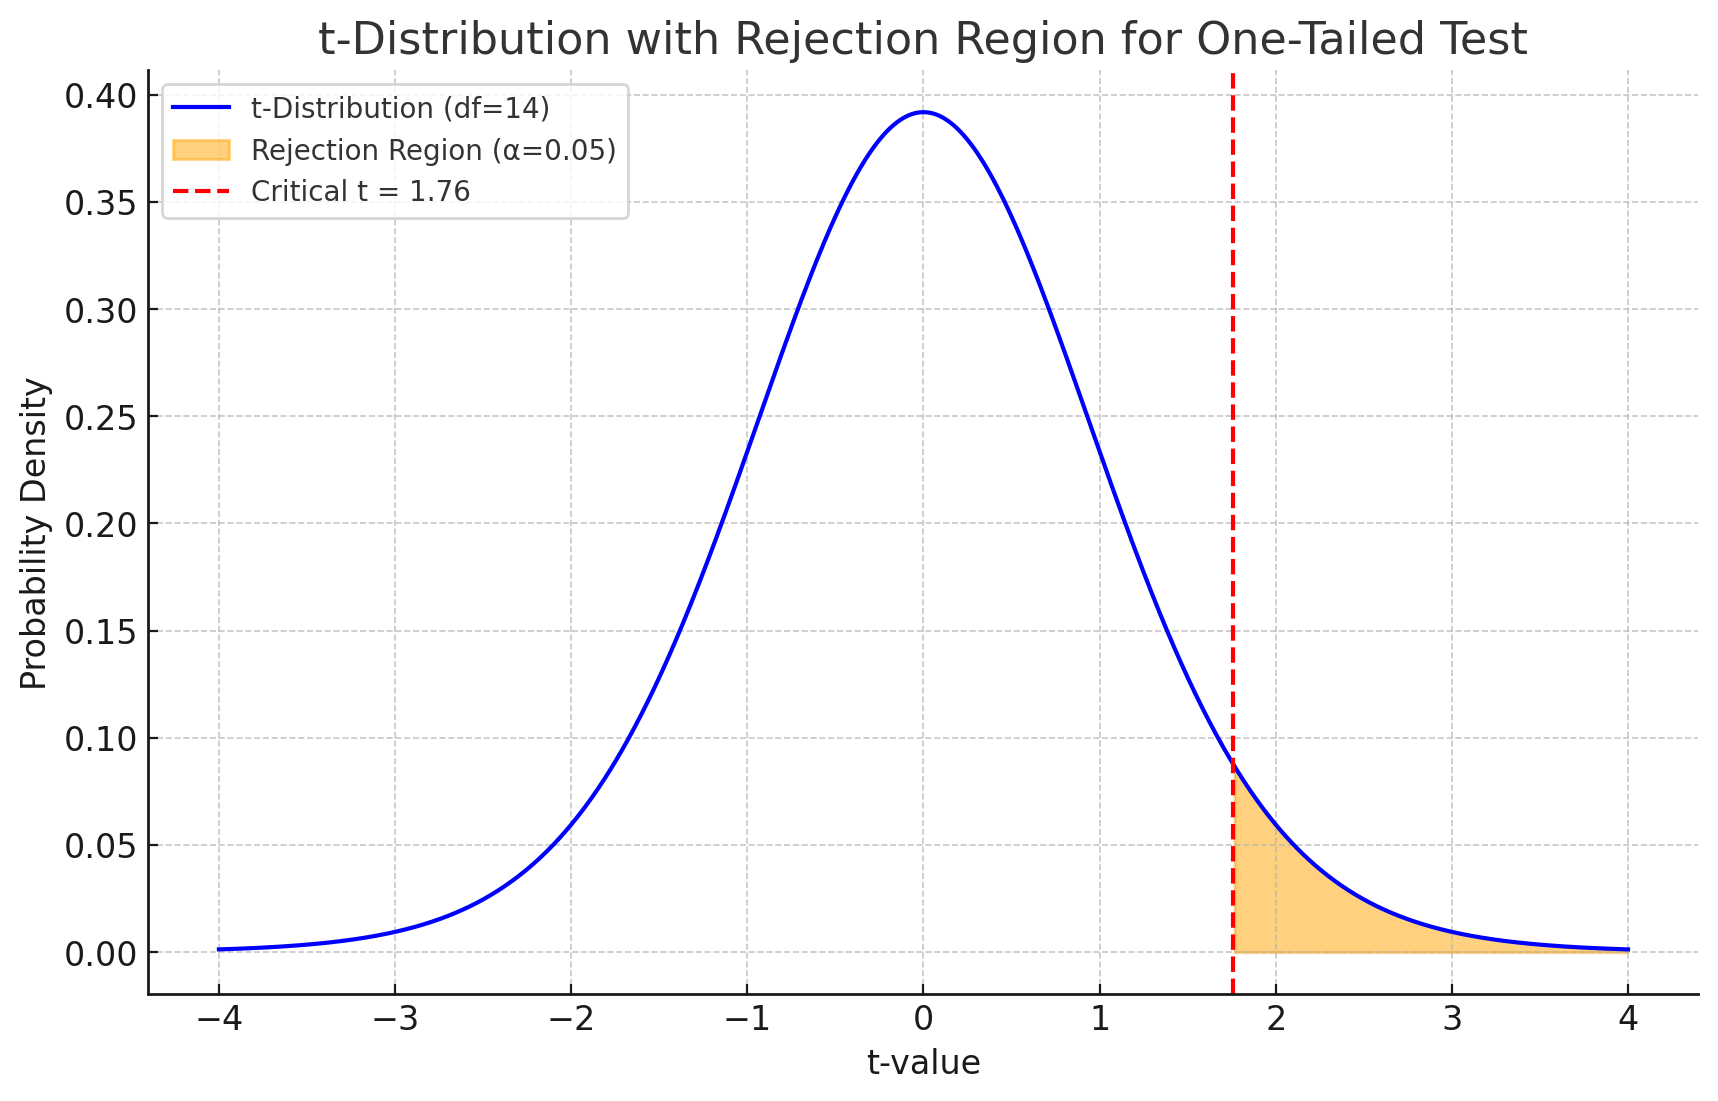 t-Distribution with Rejection Region for One-Tailed Test
t-Distribution (df=14)
Rejection Region (α=0.05)
Critical t = 1.76
Probability Density
0.40
0.35
0.30
0.25
0.20
0.15
0.10
0.05
0.00
−4 −3 −2 −1 0 1 2 3 4
t-value